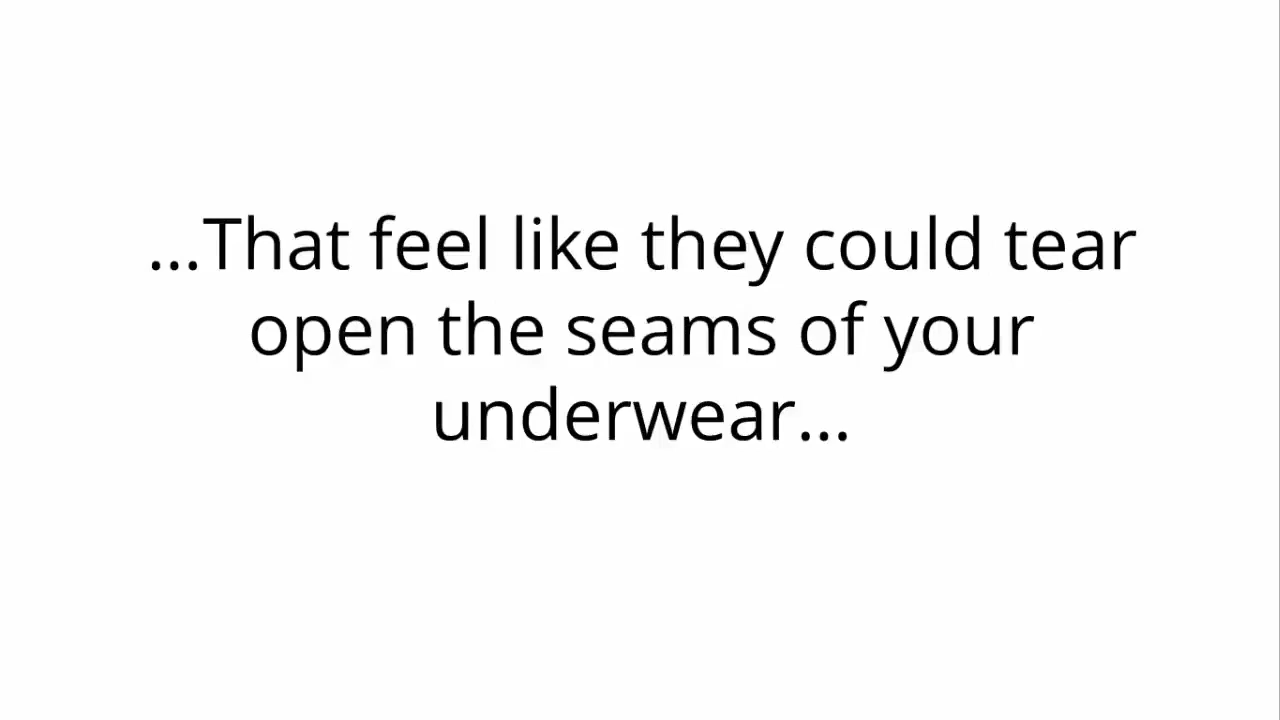 ...That feel like they could tear
open the seams of your
underwear...